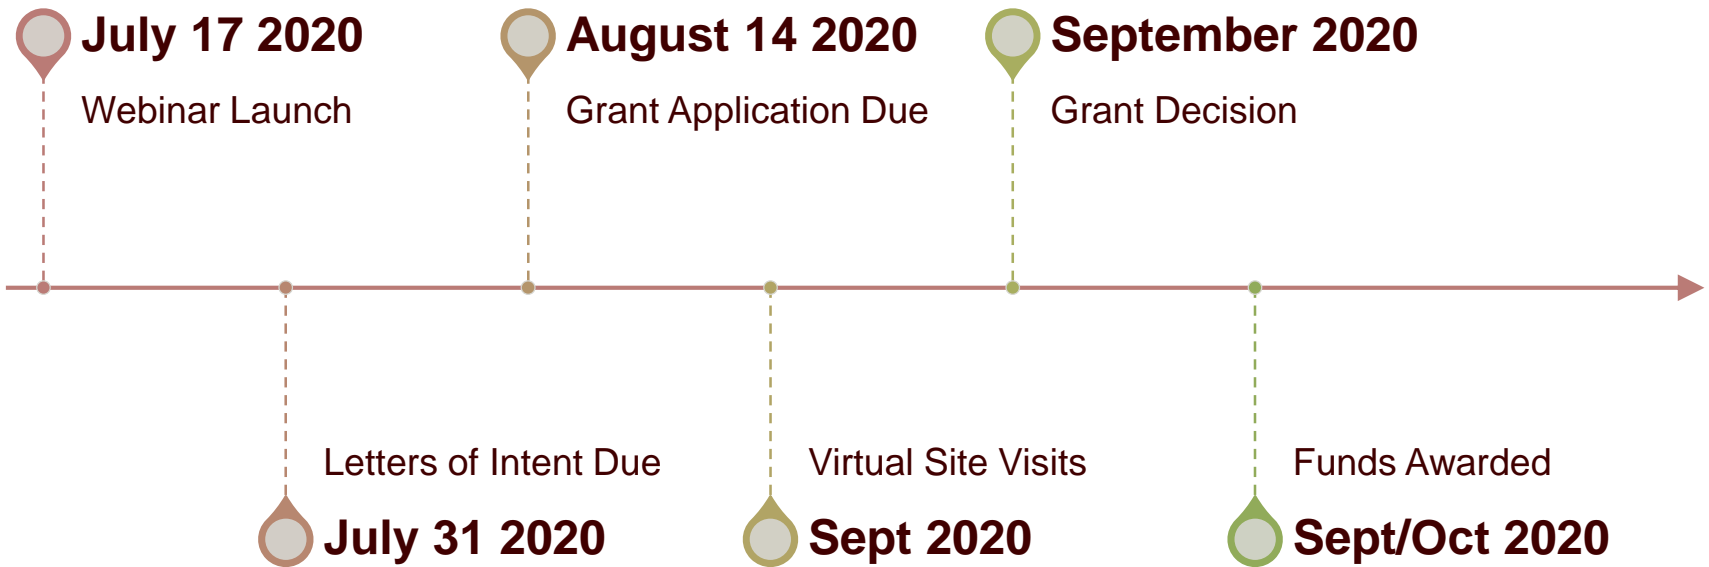 July 17 2020
Webinar Launch
Letters of Intent Due
July 31 2020
August 14 2020
Grant Application Due
Virtual Site Visits
Sept 2020
September 2020
Grant Decision
Funds Awarded
Sept/Oct 2020